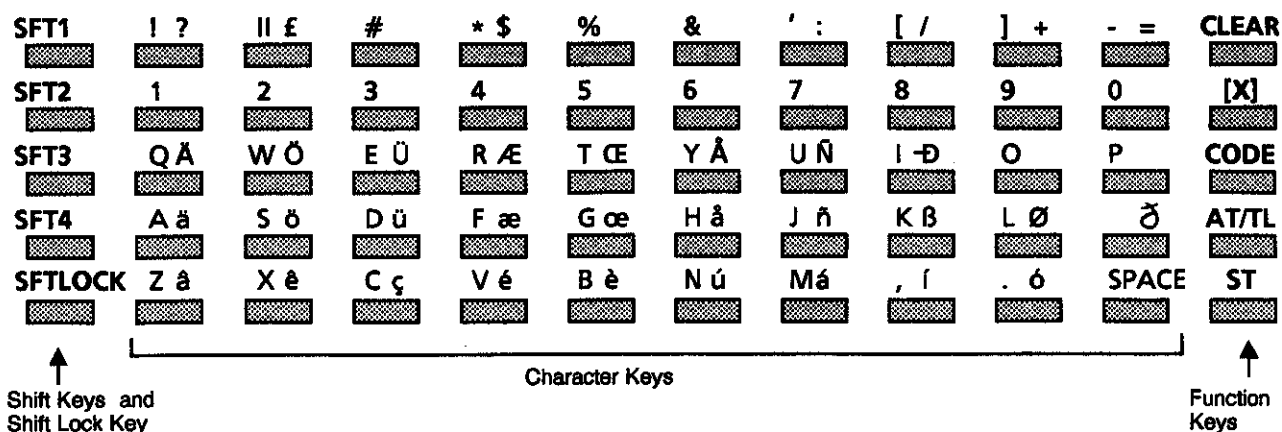 SFT1 ! ? II £ # * $ % & ' : [ / ] + - = CLEAR
SFT2 1 2 3 4 5 6 7 8 9 0 [X]
SFT3 Q Ä W Ö E Ü R Æ T Œ Y Å U Ñ I Ð O P CODE
SFT4 A ä S ö D ü F æ G œ H å J ñ K ß L Ø ð AT/TL
SFTLOCK Z â X ê C ç V é B è N ú M á , í . ó SPACE ST
Character Keys
Shift Keys and
Shift Lock Key
Function
Keys